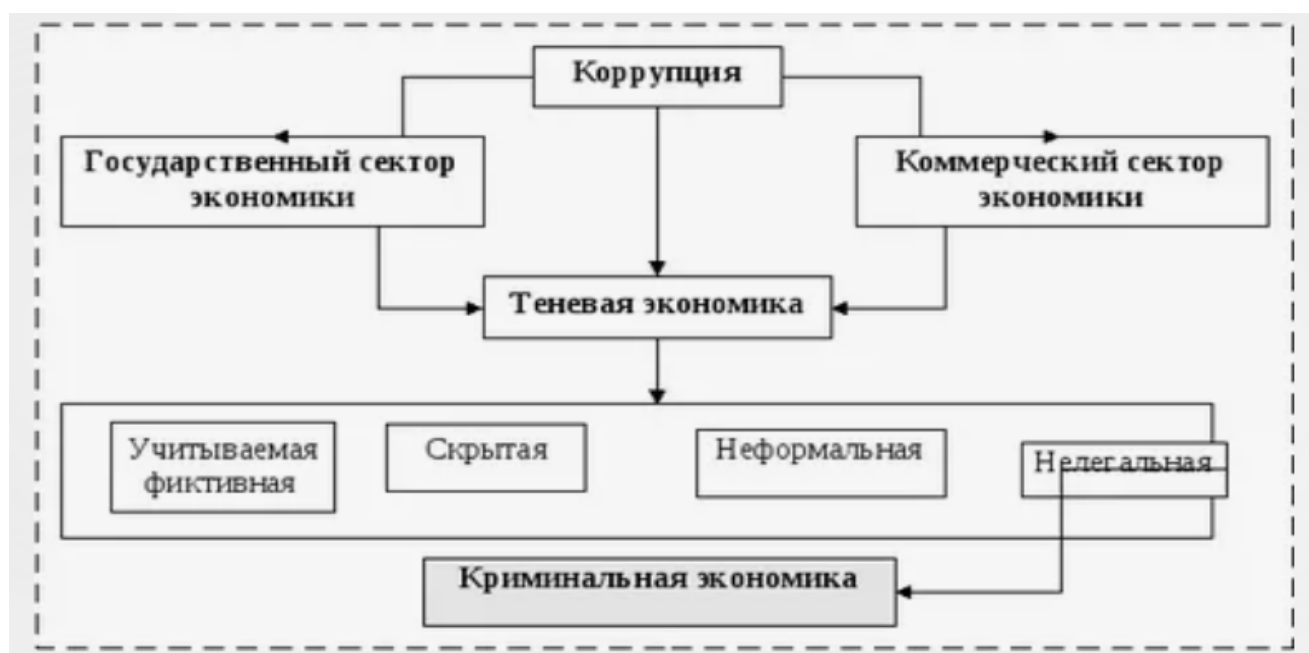 Коррупция
Государственный сектор
экономики
Коммерческий сектор
экономики
Теневая экономика
Учитываемая
фиктивная
Скрытая
Неформальная
Нелегальная
Криминальная экономика